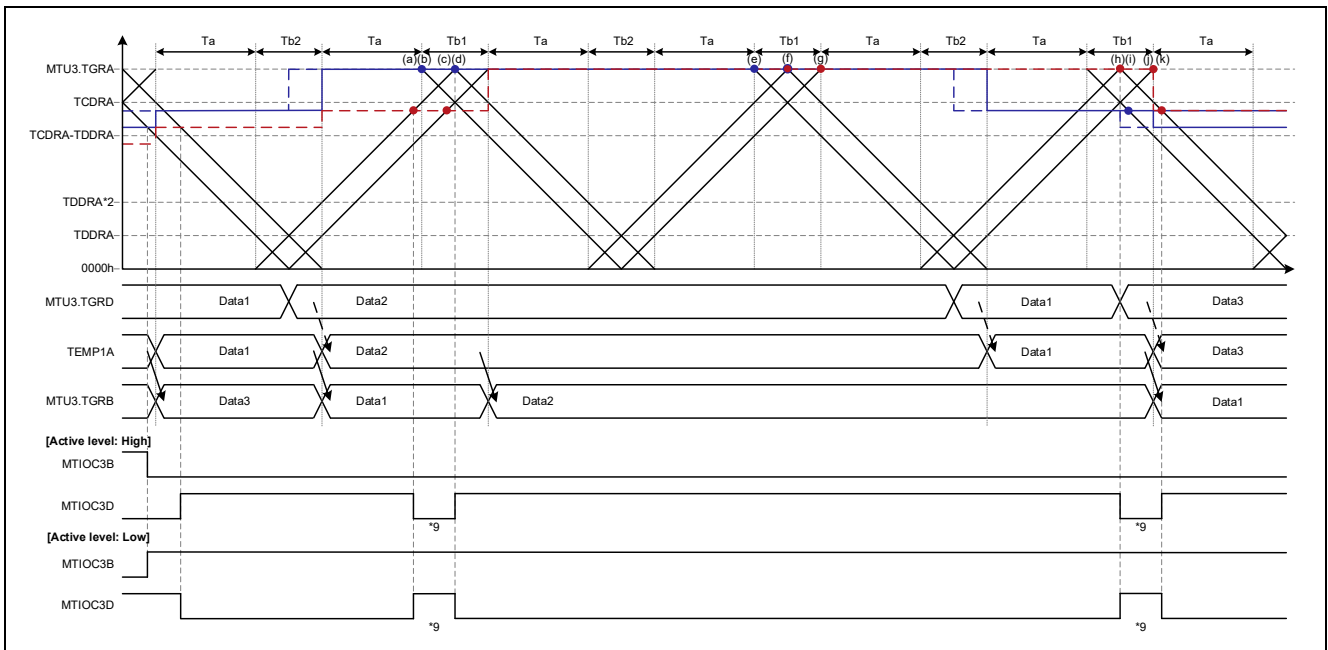 Ta Tb2 Ta Tb1 Ta Tb2 Ta Tb1 Ta Tb2 Ta Tb1 Ta
(a)(b) (c)(d) (e) (f) (g) (h)(i) (j) (k)
MTU3.TGRA
TCDRA
TCDRA-TDDRA
TDDRA*2
TDDRA
0000h
MTU3.TGRD Data1 Data2 Data1 Data3
TEMP1A Data1 Data2 Data1 Data3
MTU3.TGRB Data3 Data1 Data2 Data1
[Active level: High]
MTIOC3B
MTIOC3D
*9 *9
[Active level: Low]
MTIOC3B
MTIOC3D
*9 *9